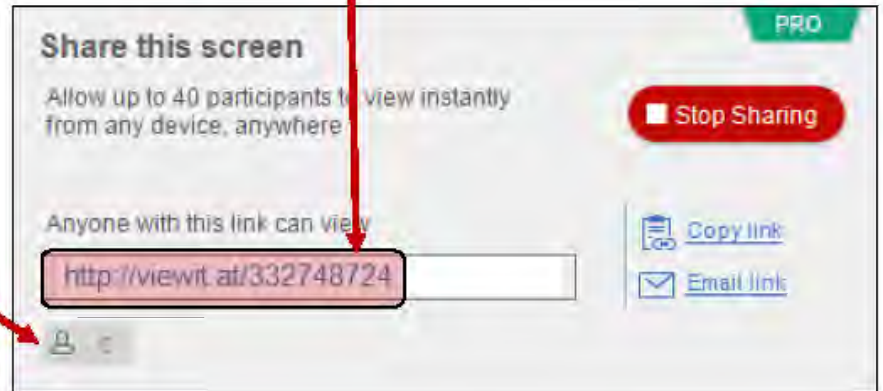 PRO
Share this screen
Allow up to 40 participants to view instantly
from any device, anywhere
Stop Sharing
Anyone with this link can view
http://viewit.at/332748724
Copy link
Email link